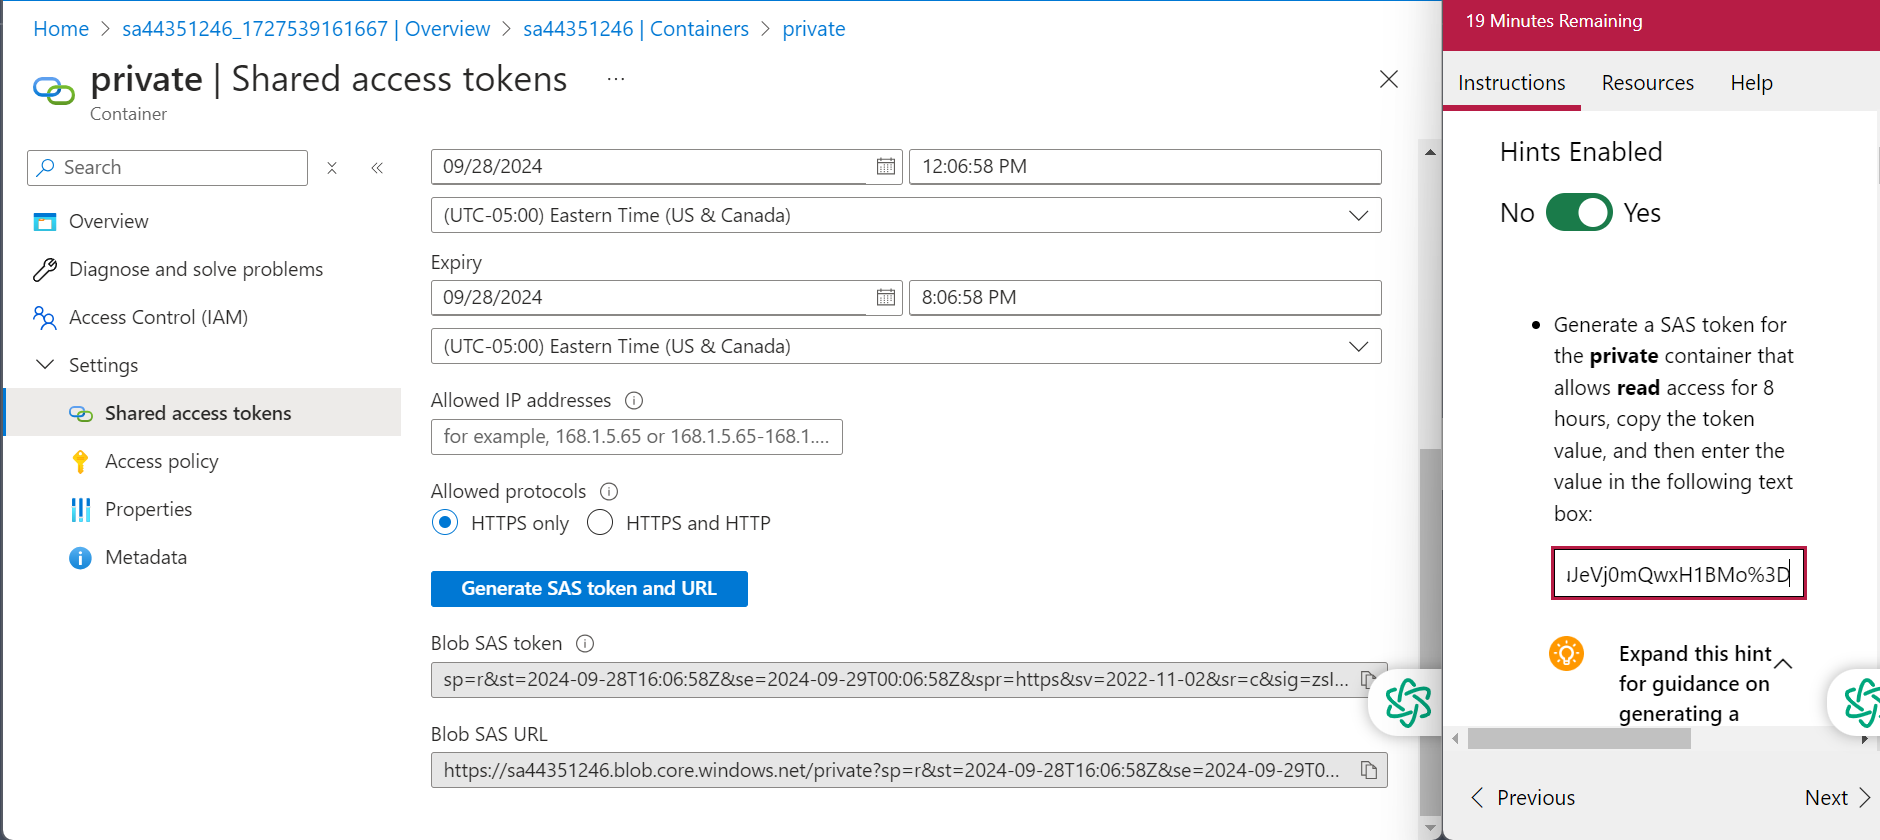 Home > sa44351246_1727539161667 | Overview > sa44351246 | Containers > private
private | Shared access tokens ...
Container
Search
Overview
Diagnose and solve problems
Access Control (IAM)
Settings
Shared access tokens
Access policy
Properties
Metadata
09/28/2024 12:06:58 PM
(UTC-05:00) Eastern Time (US & Canada)
Expiry
09/28/2024 8:06:58 PM
(UTC-05:00) Eastern Time (US & Canada)
Allowed IP addresses
for example, 168.1.5.65 or 168.1.5.65-168.1....
Allowed protocols
HTTPS only HTTPS and HTTP
Generate SAS token and URL
Blob SAS token
sp=r&st=2024-09-28T16:06:58Z&se=2024-09-29T00:06:58Z&spr=https&sv=2022-11-02&sr=c&sig=zsI...
Blob SAS URL
https://sa44351246.blob.core.windows.net/private?sp=r&st=2024-09-28T16:06:58Z&se=2024-09-29T0...
19 Minutes Remaining
Instructions Resources Help
Hints Enabled
No Yes
• Generate a SAS token for
the private container that
allows read access for 8
hours, copy the token
value, and then enter the
value in the following text
box:
JeVj0mQwxH1BMo%3D
Expand this hint
for guidance on
generating a
Previous Next